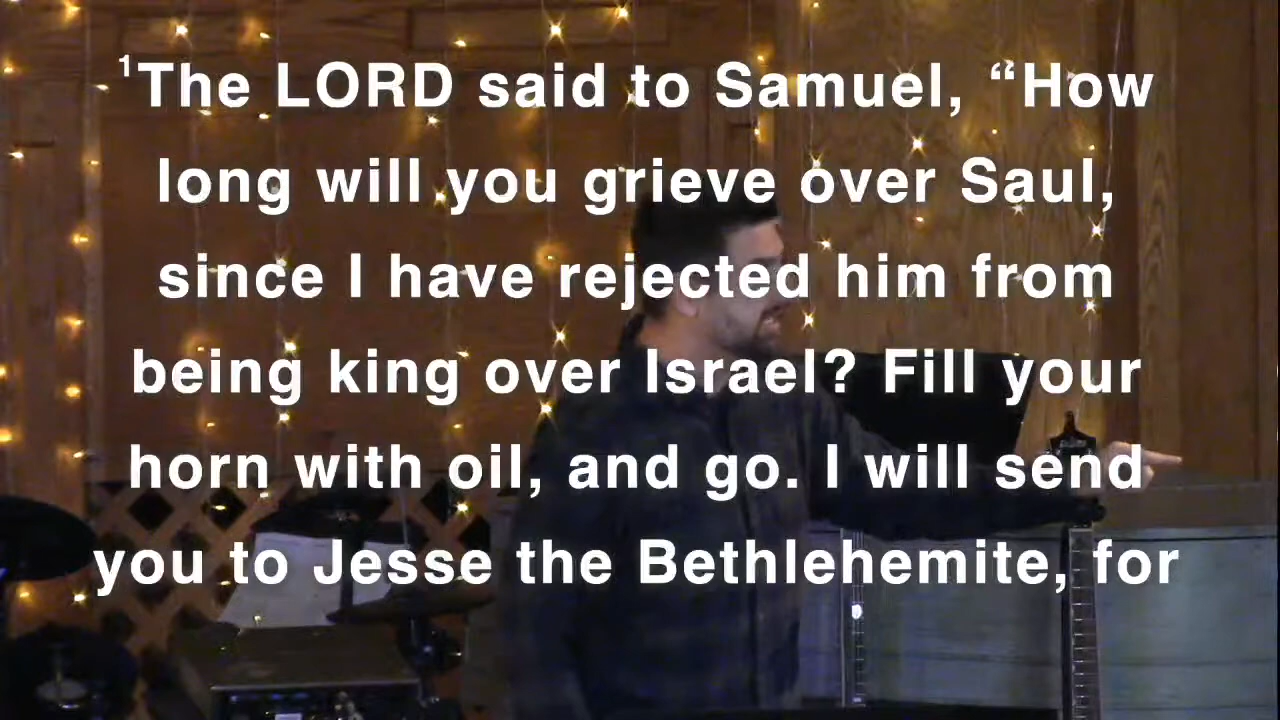 ¹The LORD said to Samuel, “How
long will you grieve over Saul,
since I have rejected him from
being king over Israel? Fill your
horn with oil, and go. I will send
you to Jesse the Bethlehemite, for